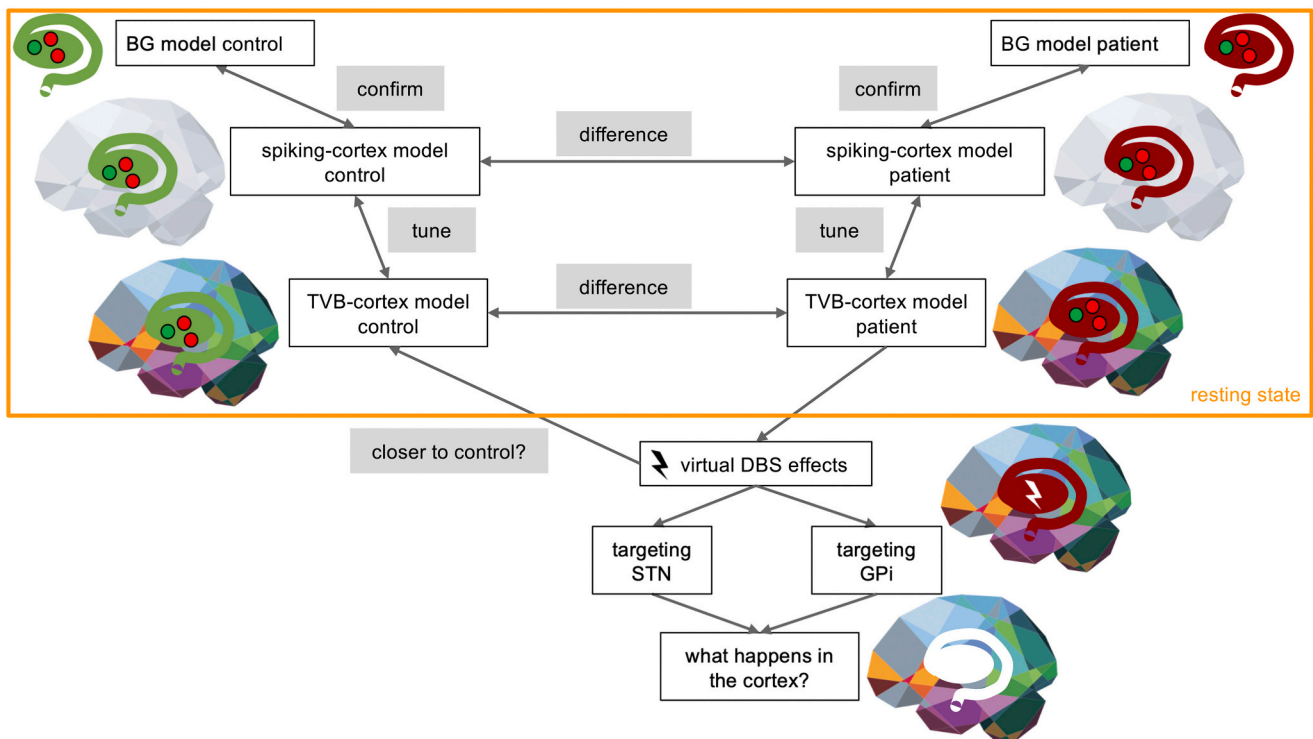 BG model control
BG model patient
confirm
confirm
difference
spiking-cortex model
control
spiking-cortex model
patient
tune
tune
difference
TVB-cortex model
control
TVB-cortex model
patient
resting state
closer to control?
virtual DBS effects
targeting
STN
targeting
GPi
what happens in
the cortex?